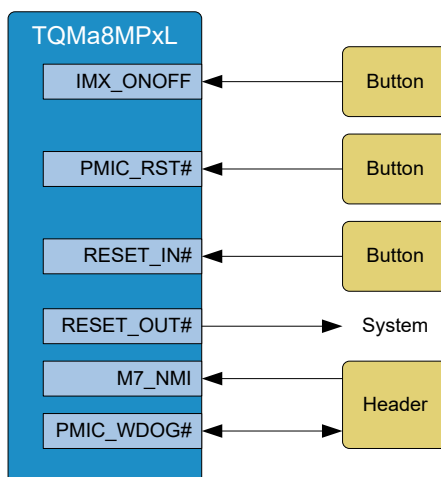 TQMa8MPxL
IMX_ONOFF
Button
PMIC_RST#
Button
RESET_IN#
Button
RESET_OUT#
System
M7_NMI
Header
PMIC_WDOG#